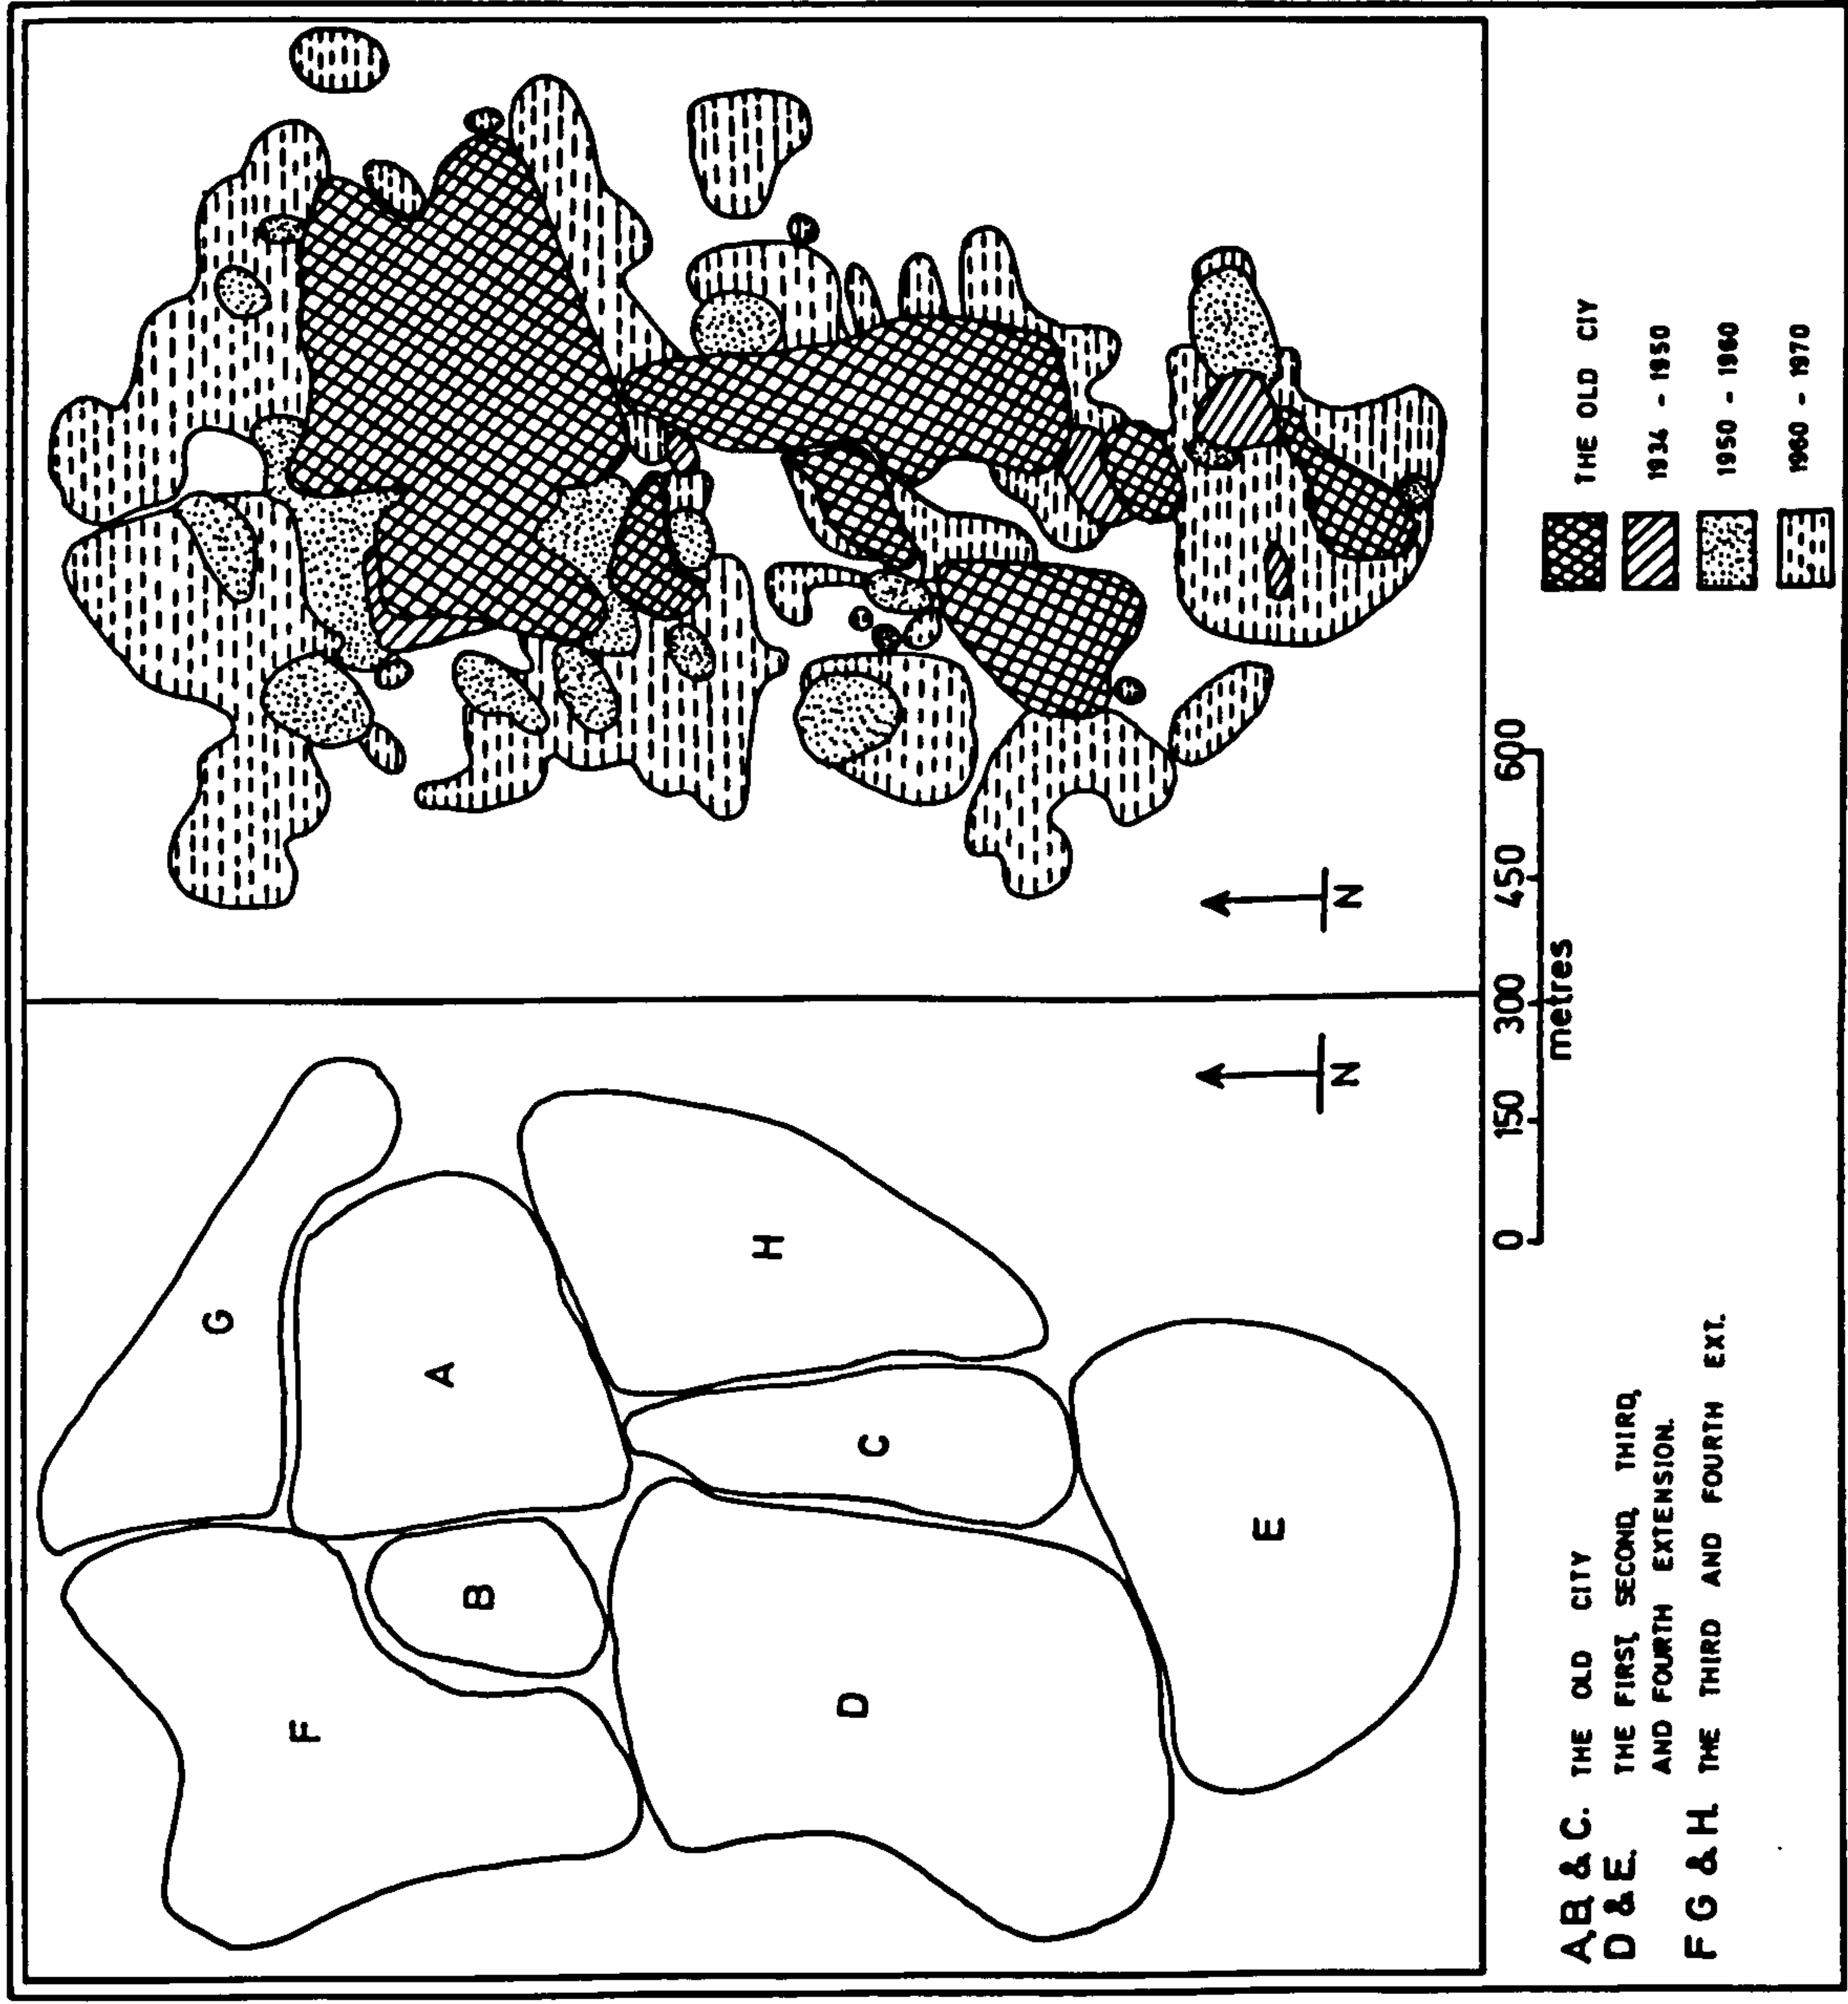 G
A
F
B
H
C
D
E
N
N
0 150 300 450 600
metres
A,B, & C. THE OLD CITY
D & E. THE FIRST, SECOND, THIRD,
AND FOURTH EXTENSION.
F G & H. THE THIRD AND FOURTH EXT.
THE OLD CIY
1934 - 1950
1950 - 1960
1960 - 1970